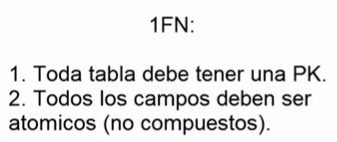 1FN:
1. Toda tabla debe tener una PK.
2. Todos los campos deben ser
atomicos (no compuestos).